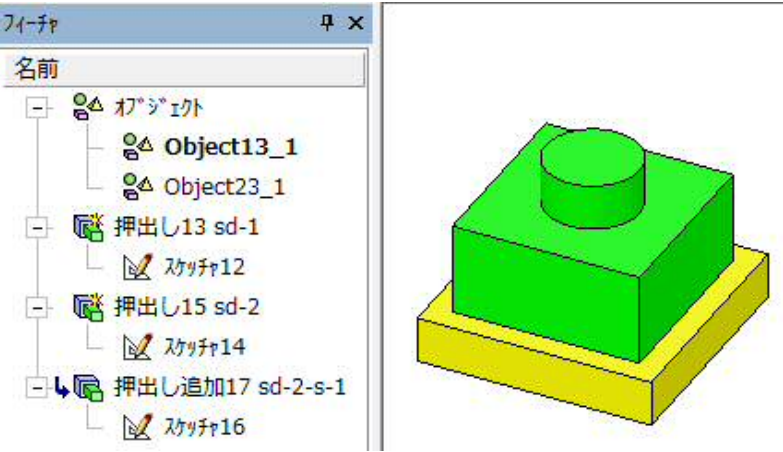 ﾌｨｰﾁｬ
名前
ｵﾌﾞｼﾞｪｸﾄ
Object13_1
Object23_1
押出し13 sd-1
ｽｹｯﾁｬ12
押出し15 sd-2
ｽｹｯﾁｬ14
押出し追加17 sd-2-s-1
ｽｹｯﾁｬ16